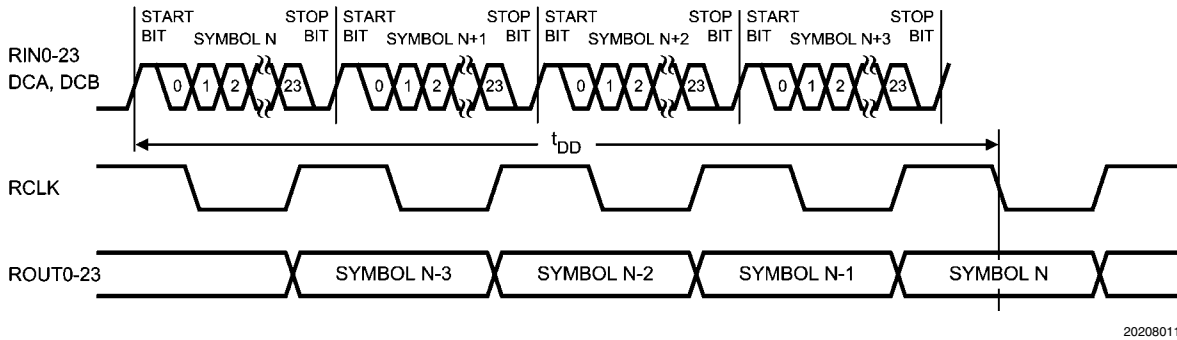 START BIT SYMBOL N STOP BIT START BIT SYMBOL N+1 STOP BIT START BIT SYMBOL N+2 STOP BIT START BIT SYMBOL N+3 STOP BIT
RIN0-23
DCA, DCB
0 1 2 23 0 1 2 23 0 1 2 23 0 1 2 23
tDD
RCLK
ROUT0-23 SYMBOL N-3 SYMBOL N-2 SYMBOL N-1 SYMBOL N
20208011